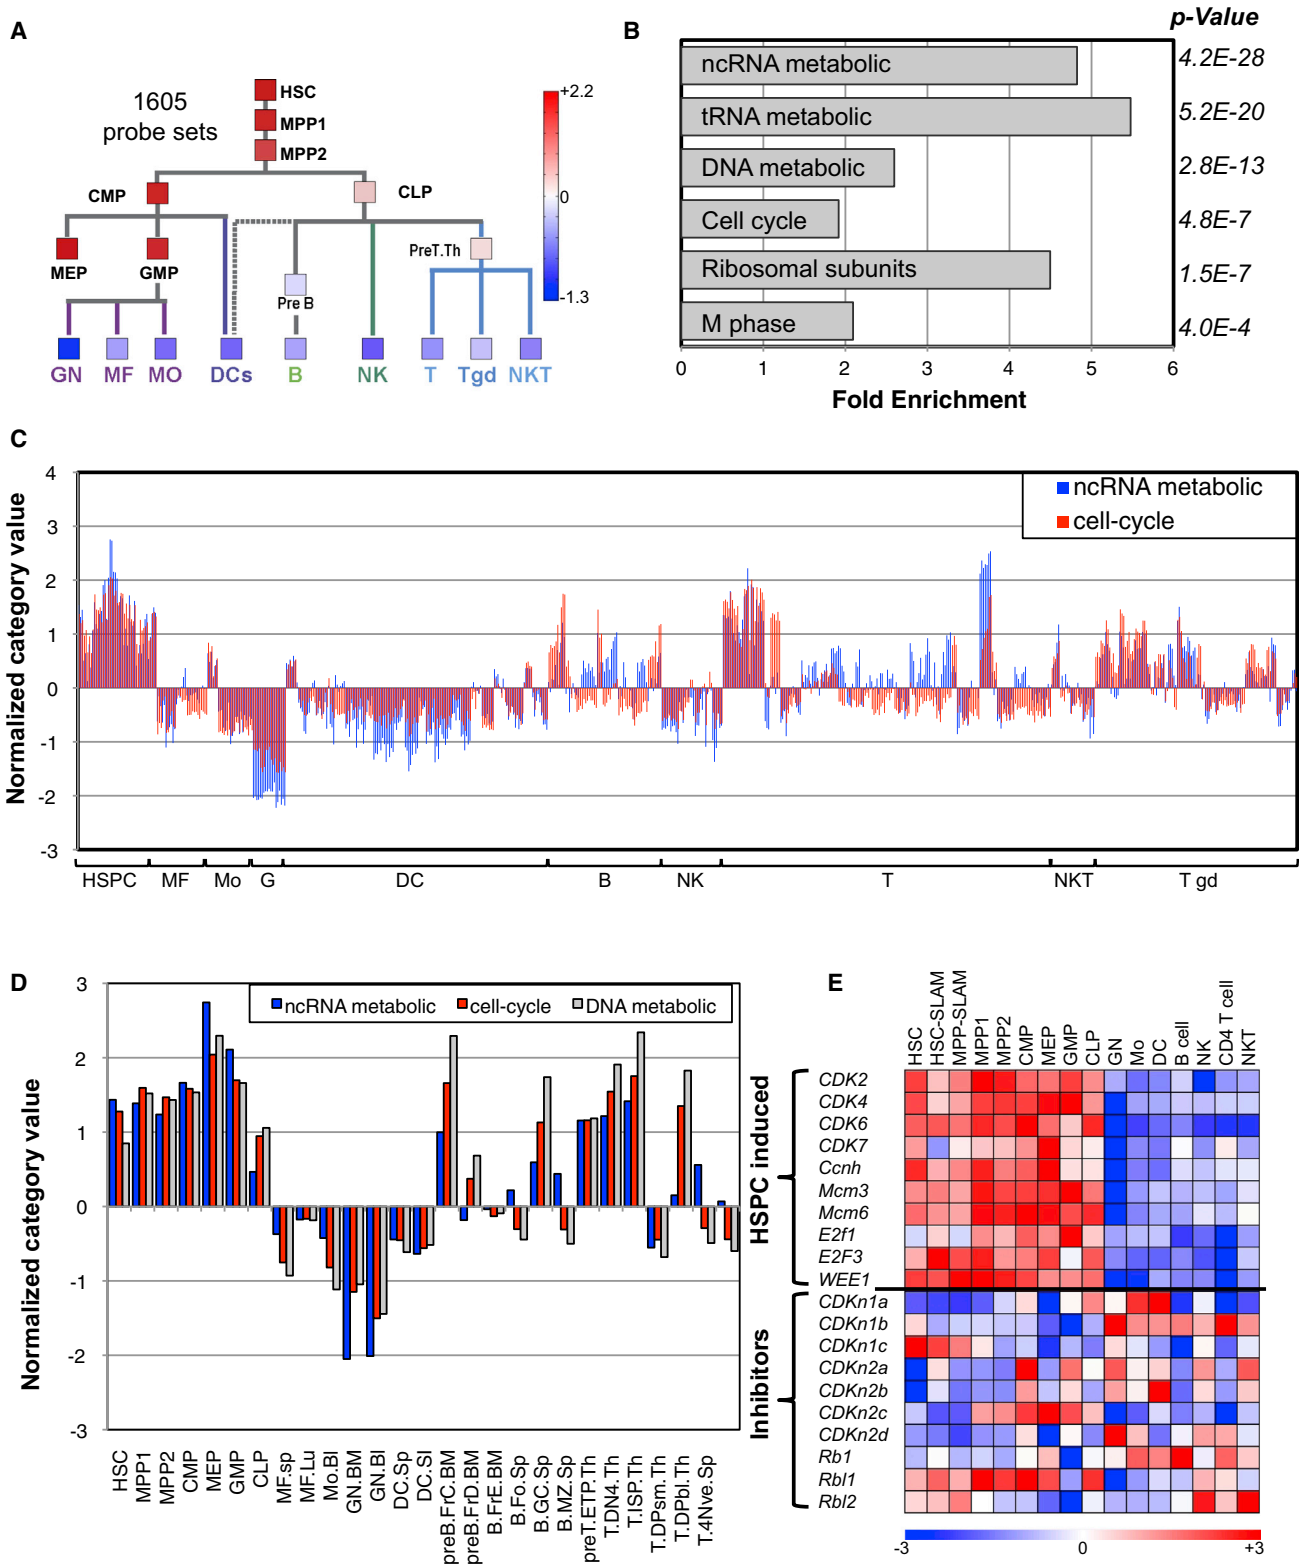 A
1605
probe sets
HSC
MPP1
MPP2
CMP
CLP
MEP
GMP
PreT.Th
Pre B
GN MF MO DCs B NK T Tgd NKT
+2.2
0
-1.3
B
p-Value
ncRNA metabolic 4.2E-28
tRNA metabolic 5.2E-20
DNA metabolic 2.8E-13
Cell cycle 4.8E-7
Ribosomal subunits 1.5E-7
M phase 4.0E-4
0 1 2 3 4 5 6
Fold Enrichment
C
Normalized category value
4
3
2
1
0
-1
-2
-3
ncRNA metabolic
cell-cycle
HSPC MF Mo G DC B NK T NKT T gd
D
Normalized category value
3
2
1
0
-1
-2
-3
ncRNA metabolic cell-cycle DNA metabolic
HSC
MPP1
MPP2
CMP
MEP
GMP
CLP
MF.sp
MF.Lu
Mo.Bl
GN.BM
GN.Bl
DC.Sp
DC.SI
preB.FrC.BM
preB.FrD.BM
B.FrE.BM
B.Fo.Sp
B.GC.Sp
B.MZ.Sp
preT.ETP.Th
T.DN4.Th
T.ISP.Th
T.DPsm.Th
T.DPbl.Th
T.4Nve.Sp
E
HSC
HSC-SLAM
MPP-SLAM
MPP1
MPP2
CMP
MEP
GMP
CLP
GN
Mo
DC
B cell
NK
CD4 T cell
NKT
HSPC induced
CDK2
CDK4
CDK6
CDK7
Ccnh
Mcm3
Mcm6
E2f1
E2F3
WEE1
Inhibitors
CDKn1a
CDKn1b
CDKn1c
CDKn2a
CDKn2b
CDKn2c
CDKn2d
Rb1
Rbl1
Rbl2
-3 0 +3